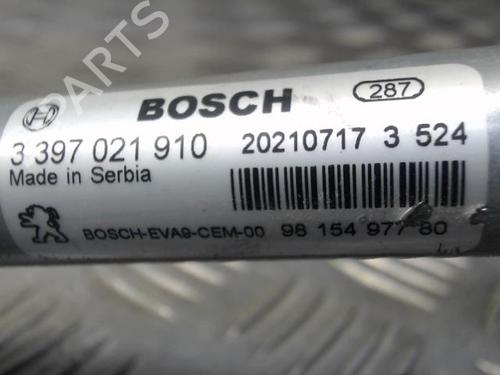 BOSCH
287
3 397 021 910
20210717 3 524
Made in Serbia
BOSCH-EVA9-CEM-00
98 154 977 80
B-PARTS